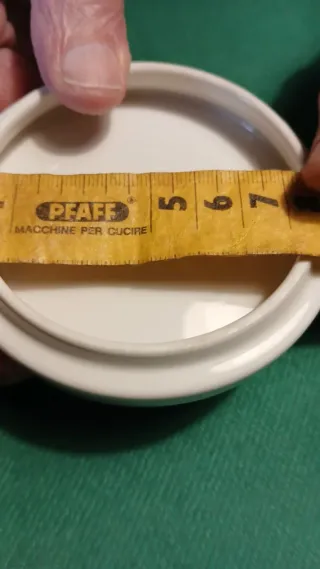 PFAFF®
MACCHINE PER CUCIRE
5 6 7